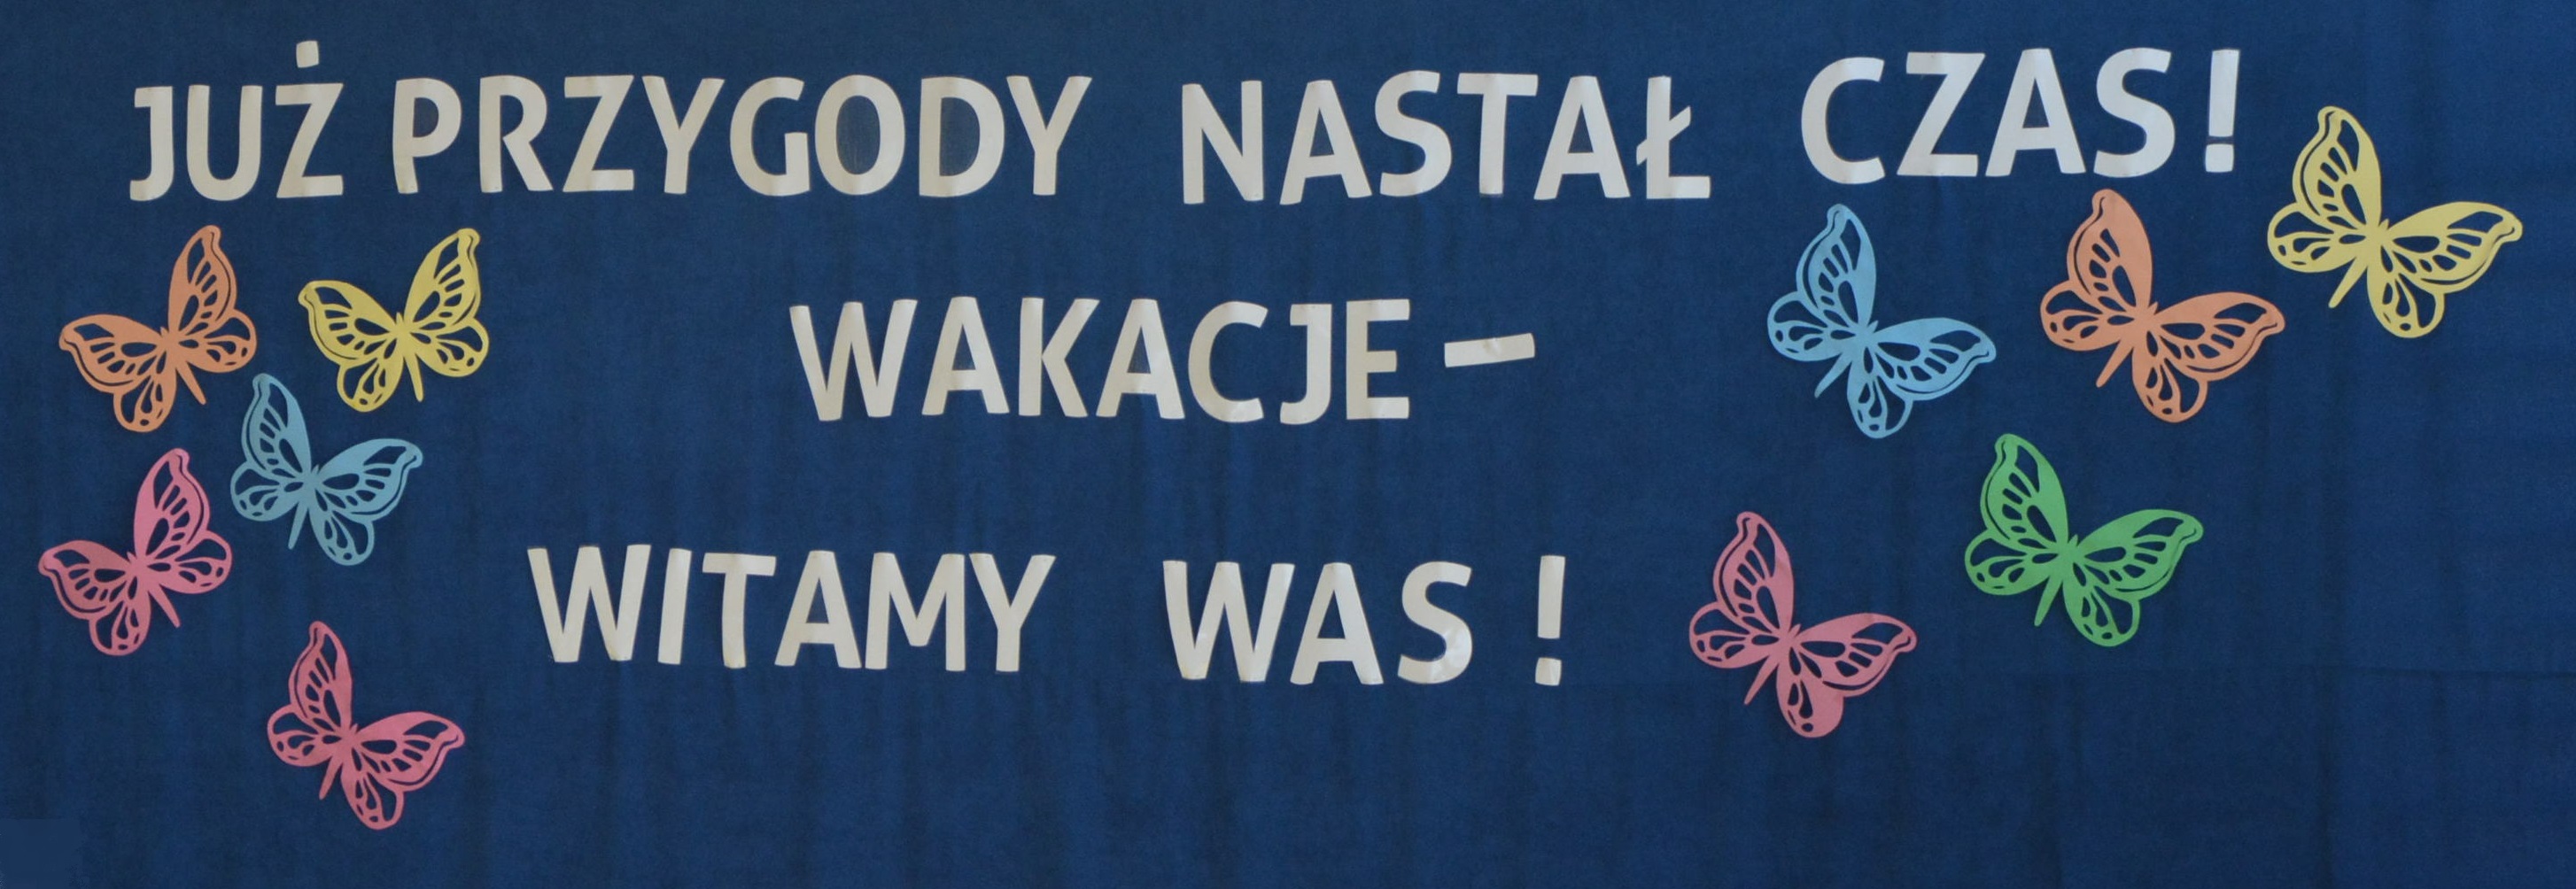 JUŻ PRZYGODY NASTAŁ CZAS!
WAKACJE –
WITAMY WAS !